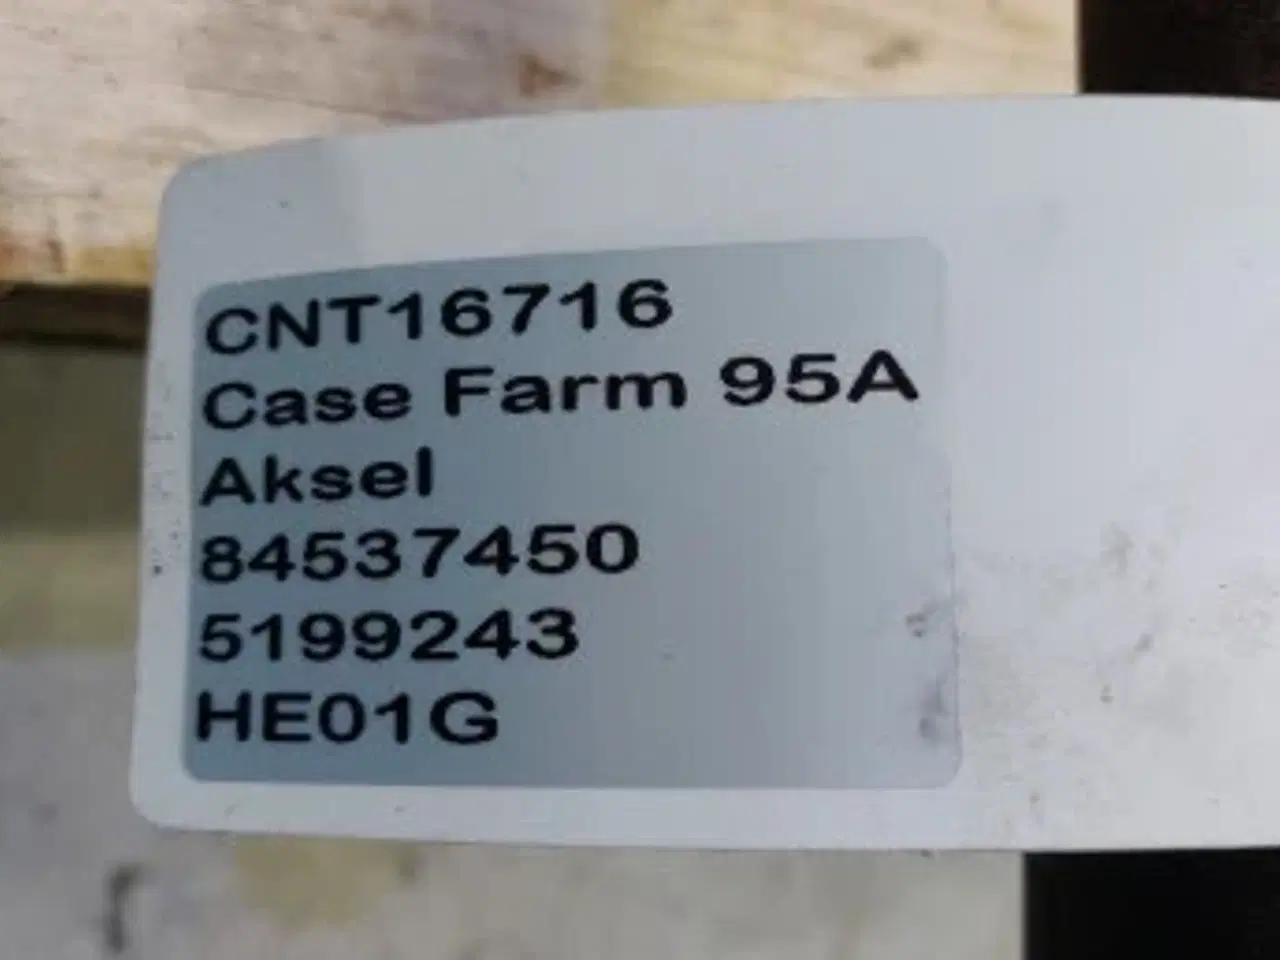 CNT16716
Case Farm 95A
Aksel
84537450
5199243
HE01G